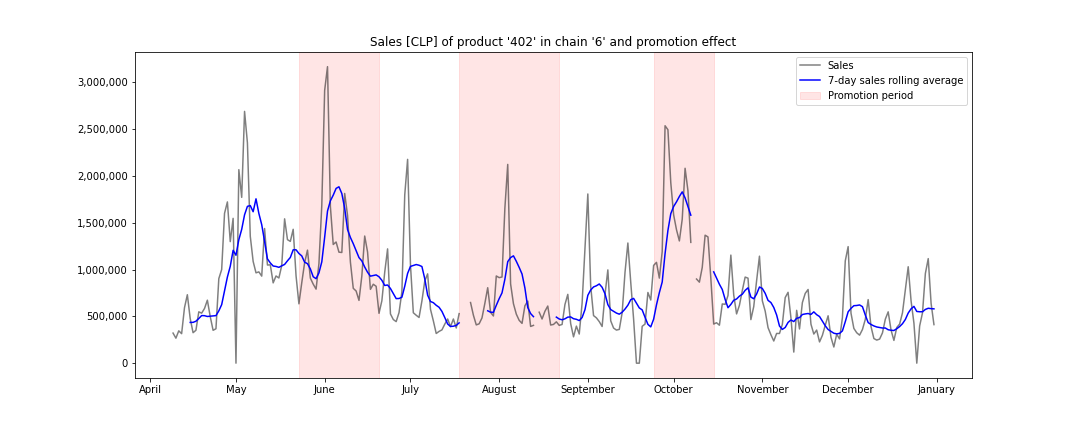 Sales [CLP] of product '402' in chain '6' and promotion effect
Sales
7-day sales rolling average
Promotion period
3,000,000
2,500,000
2,000,000
1,500,000
1,000,000
500,000
0
April May June July August September October November December January